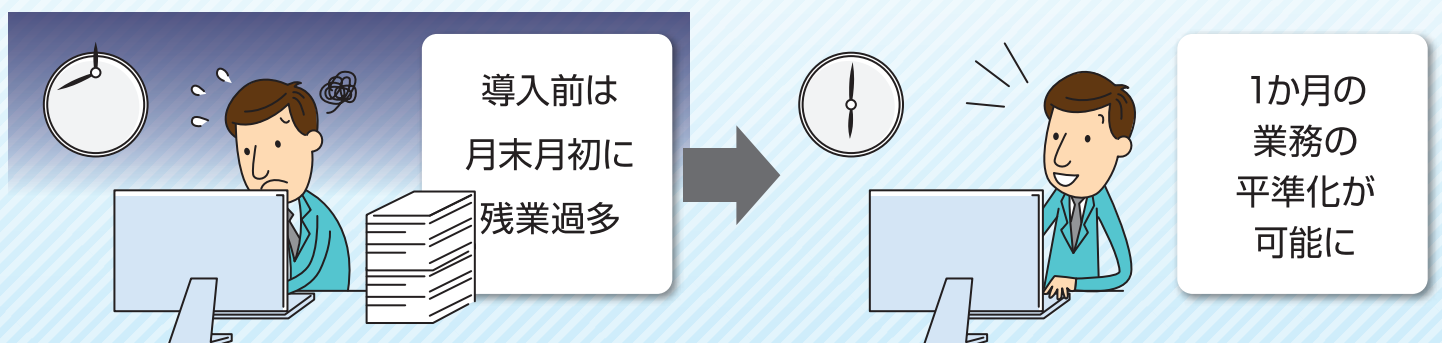 導入前は
月末月初に
残業過多
1か月の
業務の
平準化が
可能に